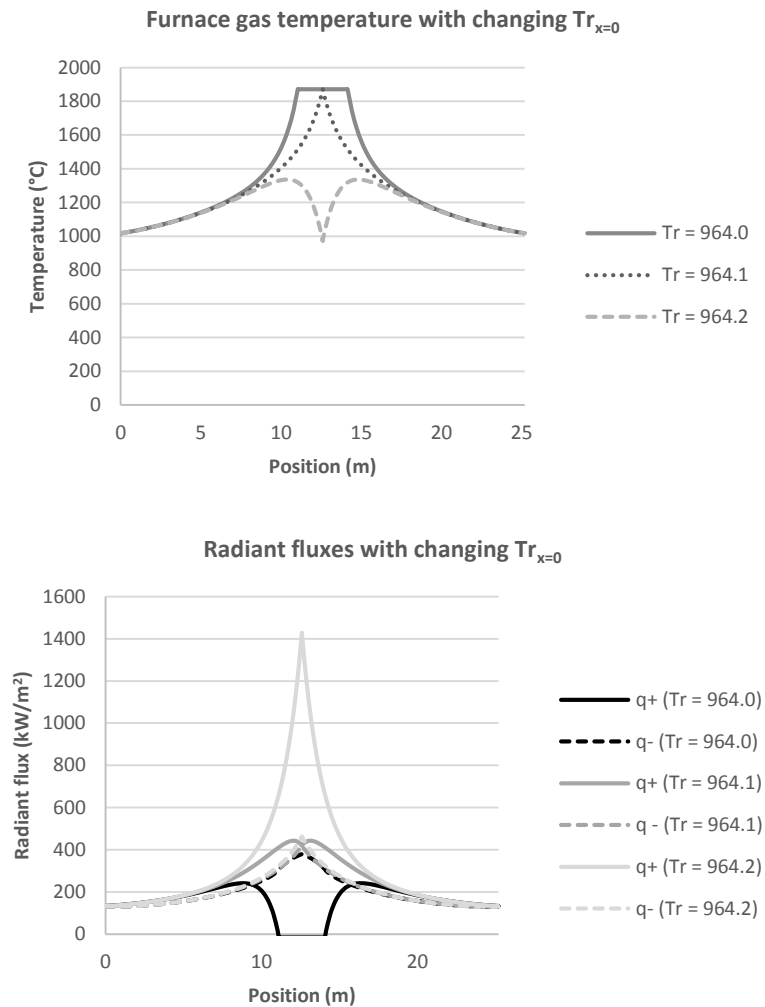 Furnace gas temperature with changing Trx=0
2000
1800
1600
1400
1200
1000
800
600
400
200
0
Temperature (°C)
0 5 10 15 20 25
Position (m)
Tr = 964.0
Tr = 964.1
Tr = 964.2
Radiant fluxes with changing Trx=0
1600
1400
1200
1000
800
600
400
200
0
Radiant flux (kW/m²)
0 10 20
Position (m)
q+ (Tr = 964.0)
q- (Tr = 964.0)
q+ (Tr = 964.1)
q - (Tr = 964.1)
q+ (Tr = 964.2)
q- (Tr = 964.2)